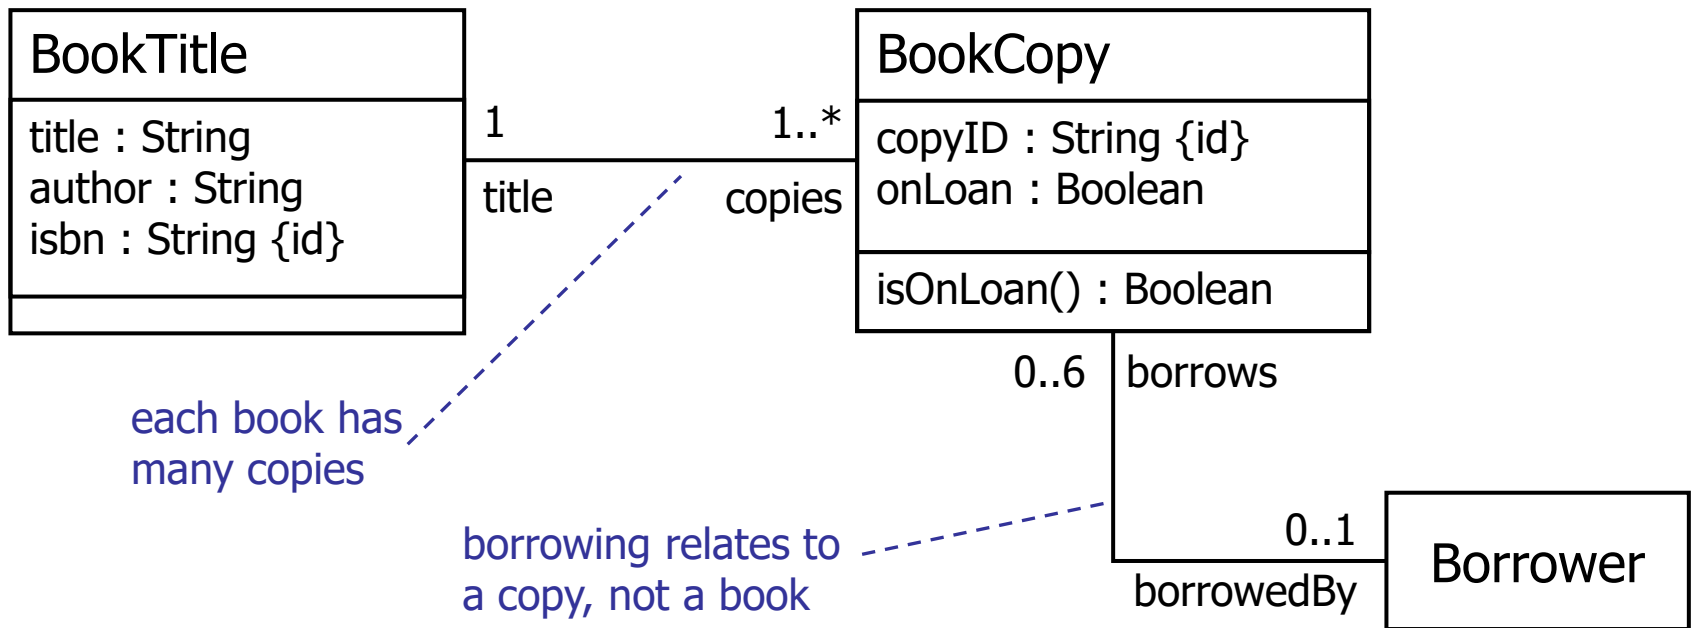 BookTitle
title : String
author : String
isbn : String {id}
1
1..*
title
copies
BookCopy
copyID : String {id}
onLoan : Boolean
isOnLoan() : Boolean
0..6
borrows
each book has
many copies
borrowing relates to
a copy, not a book
0..1
borrowedBy
Borrower